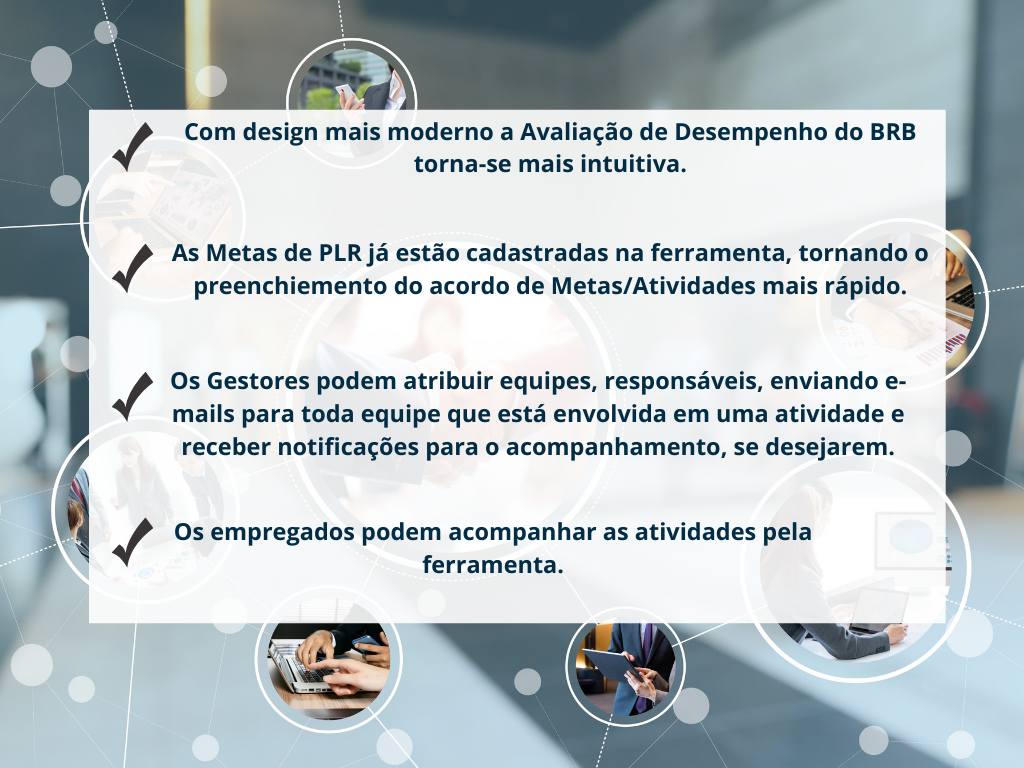 Com design mais moderno a Avaliação de Desempenho do BRB
torna-se mais intuitiva.
As Metas de PLR já estão cadastradas na ferramenta, tornando o
preenchiemento do acordo de Metas/Atividades mais rápido.
Os Gestores podem atribuir equipes, responsáveis, enviando e-
mails para toda equipe que está envolvida em uma atividade e
receber notificações para o acompanhamento, se desejarem.
Os empregados podem acompanhar as atividades pela
ferramenta.